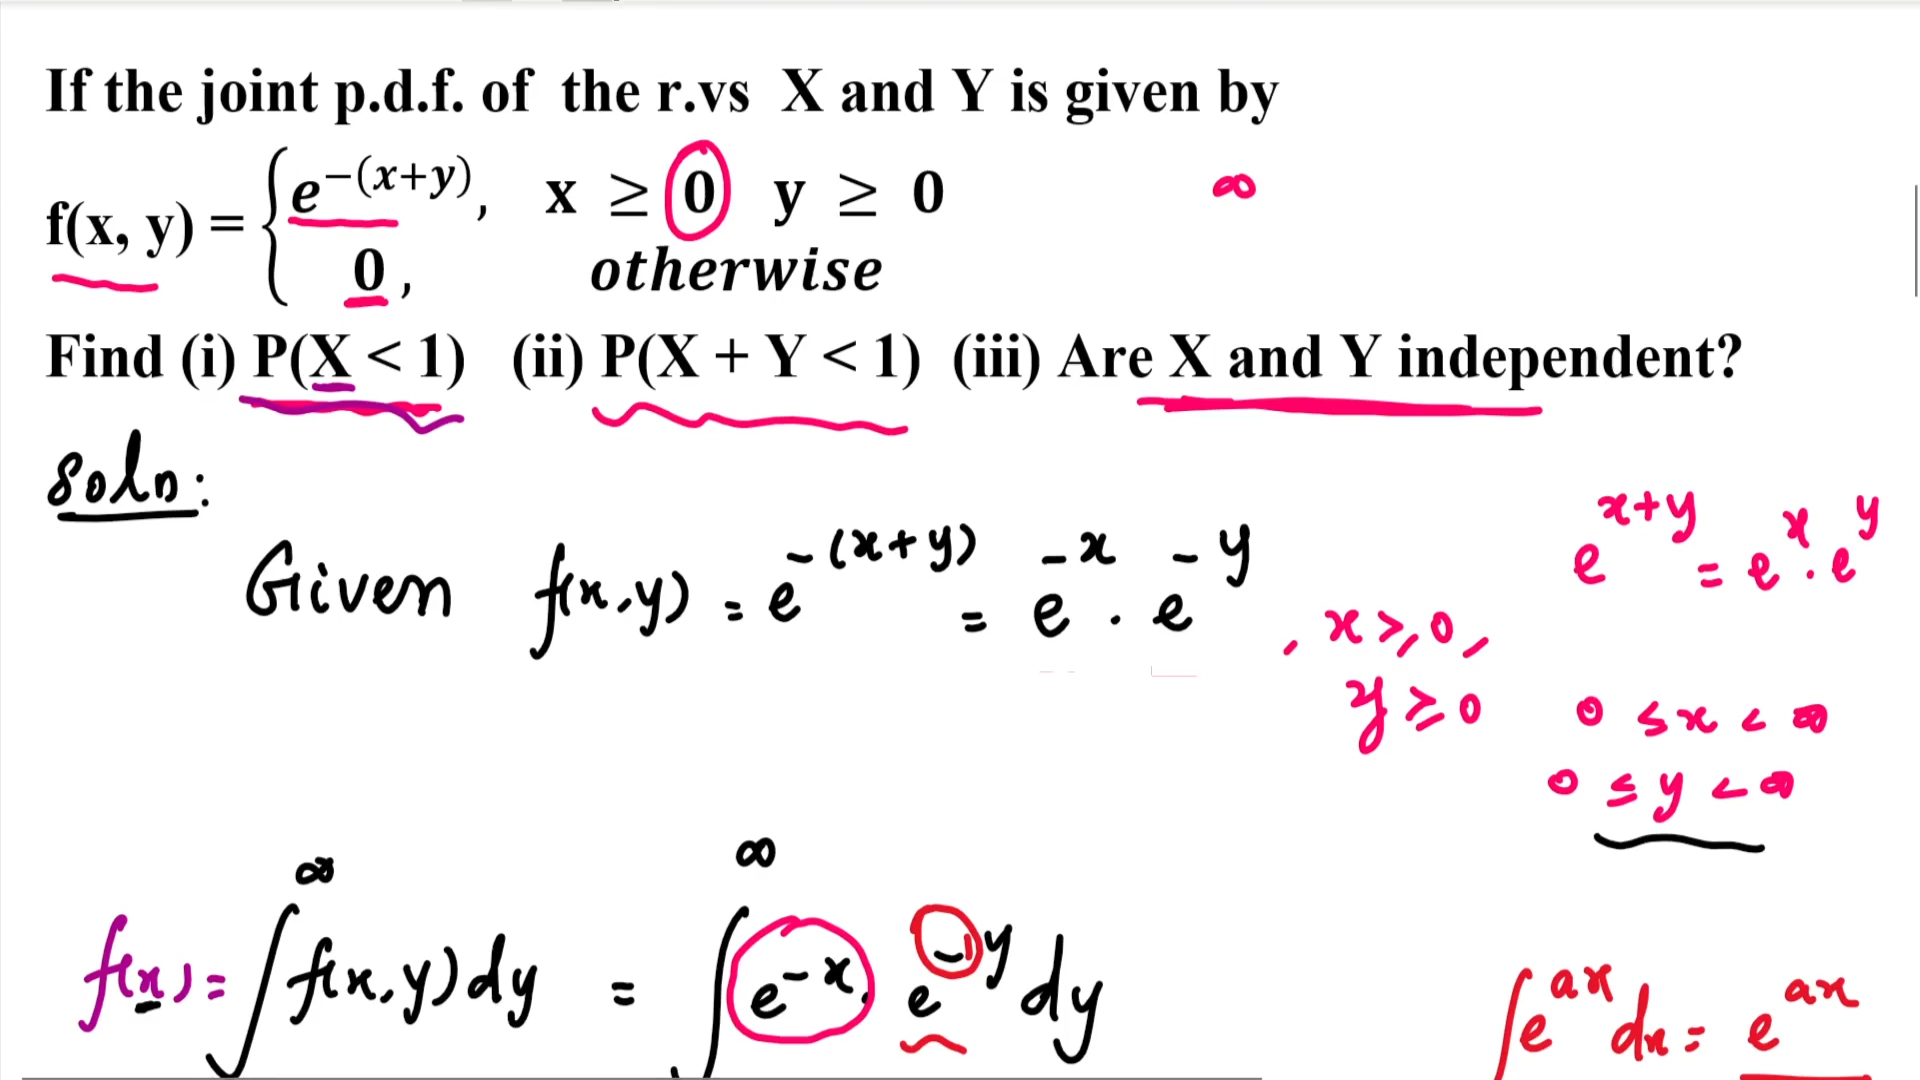 If the joint p.d.f. of the r.vs X and Y is given by
f(x, y) = { e^{-(x+y)}, x ≥ 0 y ≥ 0
0, otherwise
∞
Find (i) P(X < 1) (ii) P(X + Y < 1) (iii) Are X and Y independent?
Soln:
Given f(x,y) = e^{-(x+y)} = e^{-x} . e^{-y}, x ≥ 0,
y ≥ 0
e^{x+y} = e^x . e^y
0 ≤ x < ∞
0 ≤ y < ∞
f(x) = ∫^∞ f(x,y) dy = ∫^∞ e^{-x}. e^{-1y} dy
∫e^{ax} dx = e^{ax}